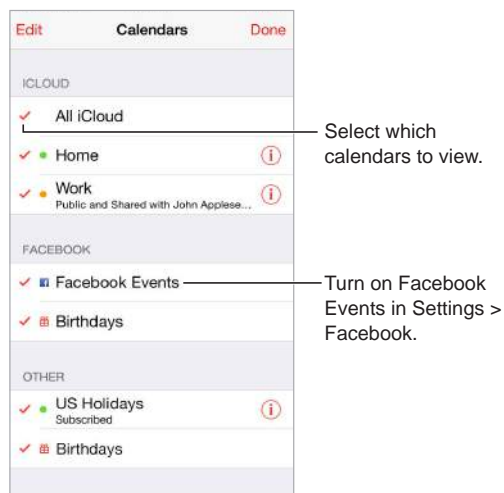 Edit Calendars Done
ICLOUD
All iCloud
Home
Work
Public and Shared with John Applese...
FACEBOOK
Facebook Events
Birthdays
OTHER
US Holidays
Subscribed
Birthdays
Select which
calendars to view.
Turn on Facebook
Events in Settings >
Facebook.